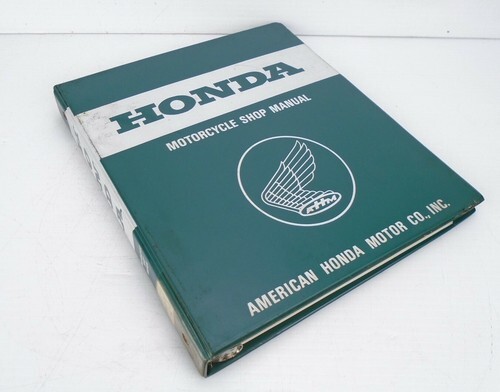 HONDA
MOTORCYCLE SHOP MANUAL
AHM
AMERICAN HONDA MOTOR CO., INC.